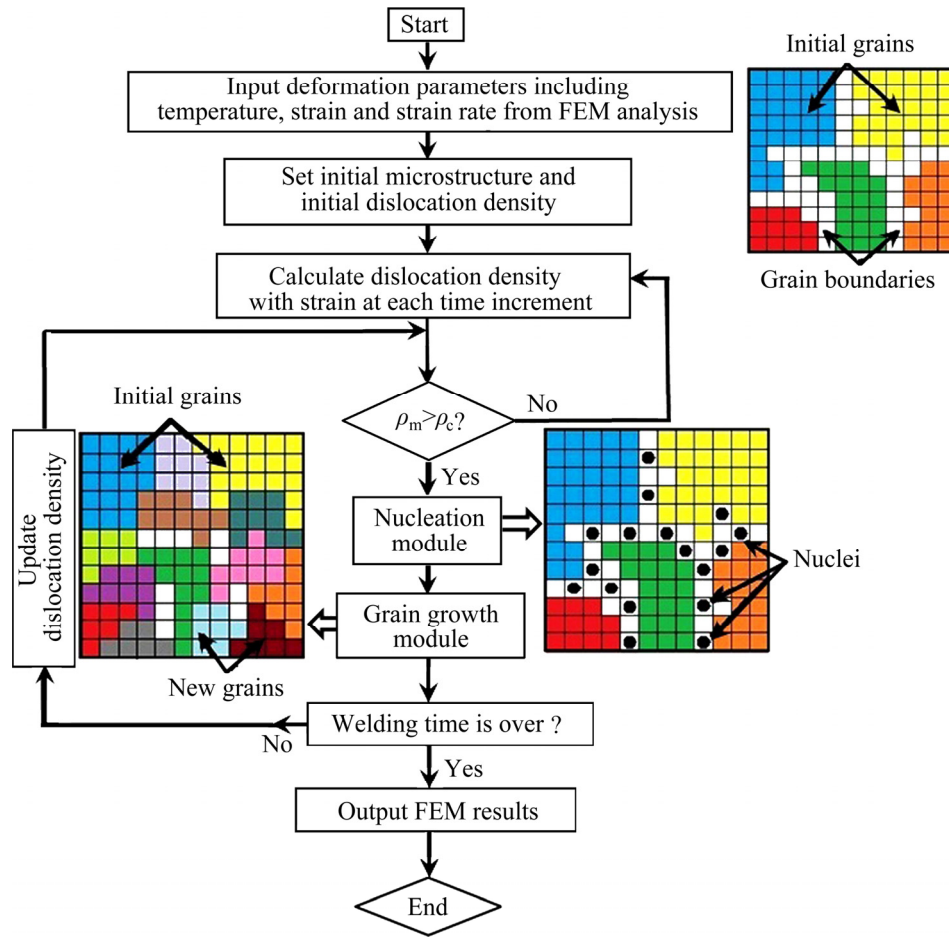 Start
Input deformation parameters including
temperature, strain and strain rate from FEM analysis
Initial grains
Set initial microstructure and
initial dislocation density
Grain boundaries
Calculate dislocation density
with strain at each time increment
ρm>ρc?
No
Yes
Initial grains
Update
dislocation density
Nucleation
module
Nuclei
Grain growth
module
New grains
Welding time is over ?
No
Yes
Output FEM results
End